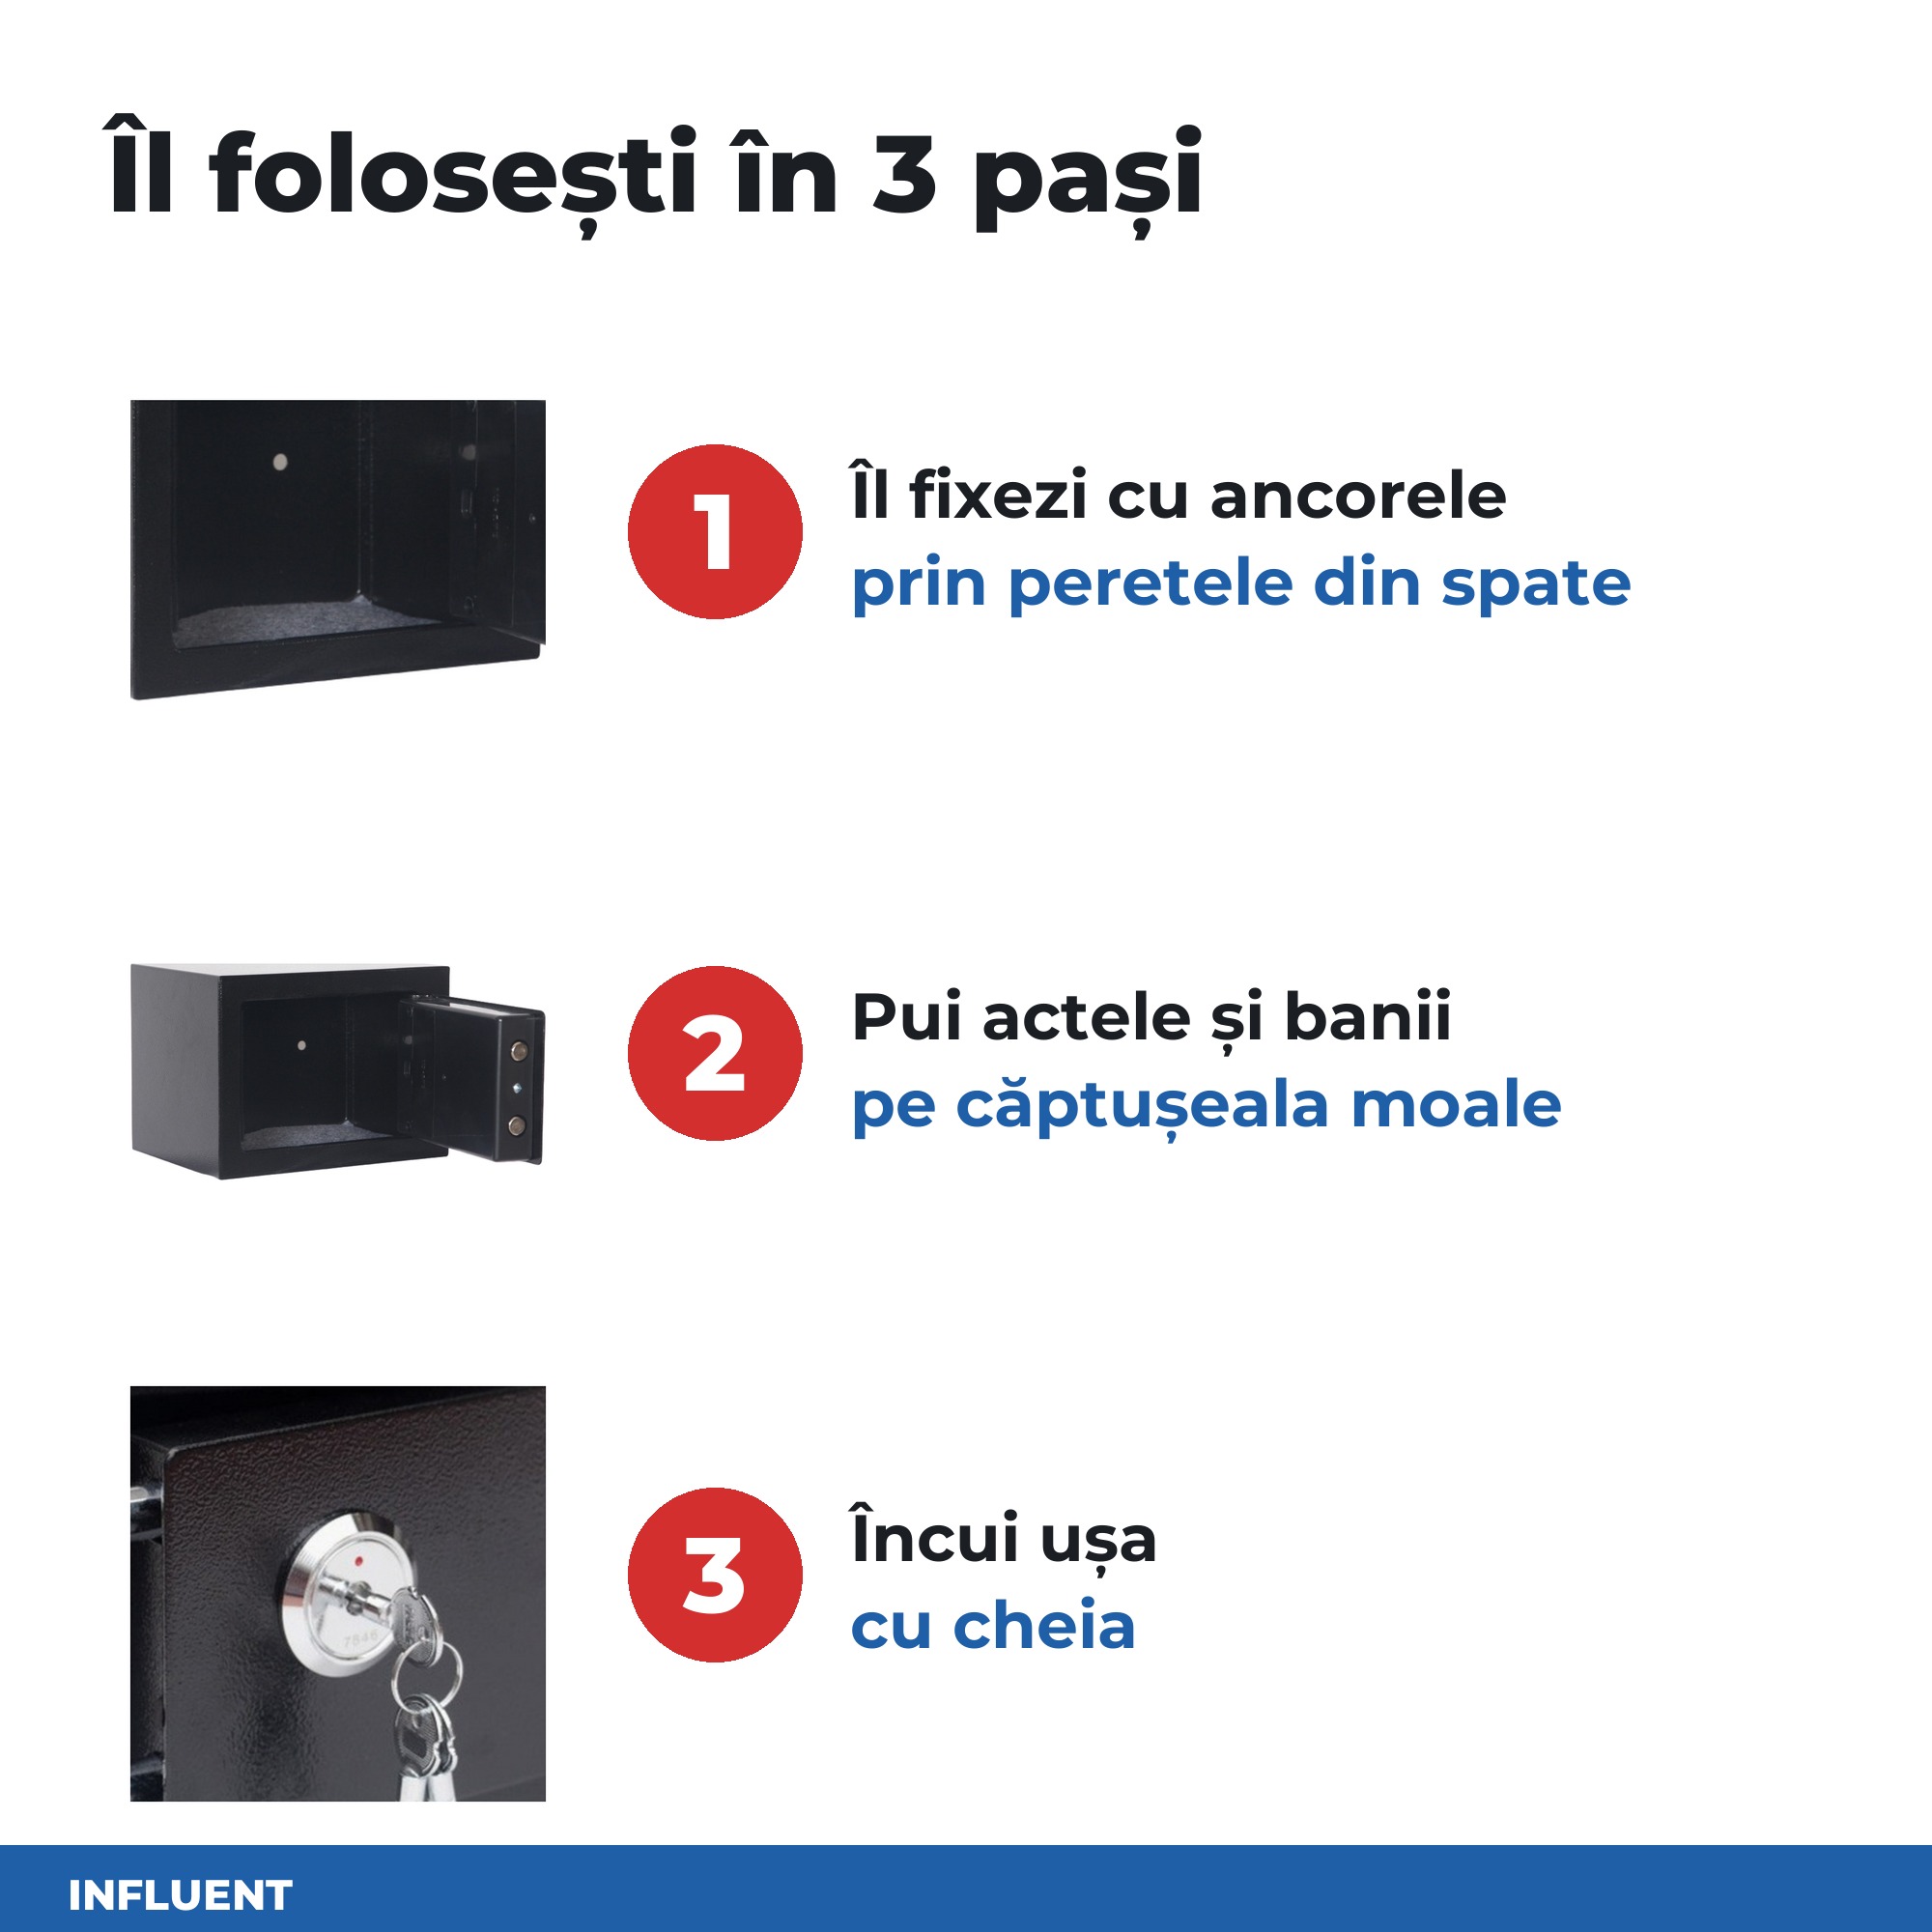 Îl folosești în 3 pași
1
Îl fixezi cu ancorele
prin peretele din spate
2
Pui actele și banii
pe căptușeala moale
3
Încui ușa
cu cheia
7846
INFLUENT